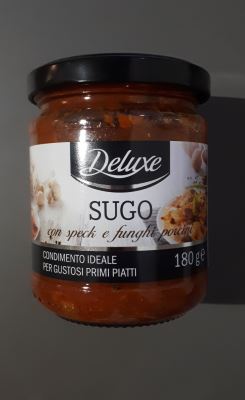 Deluxe
SUGO
con speck e funghi porcini
CONDIMENTO IDEALE
PER GUSTOSI PRIMI PIATTI
180 g e